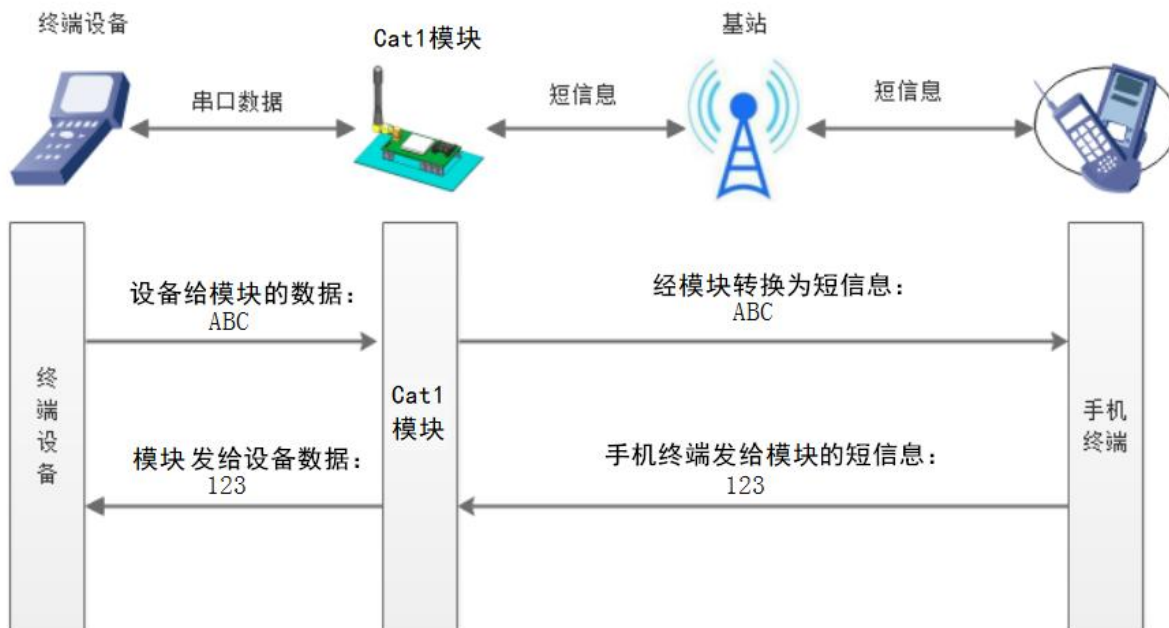 终端设备
Cat1模块
基站
串口数据
短信息
短信息
设备给模块的数据：
ABC
经模块转换为短信息：
ABC
终端设备
Cat1
模块
手机
终端
模块 发给设备数据：
123
手机终端发给模块的短信息：
123